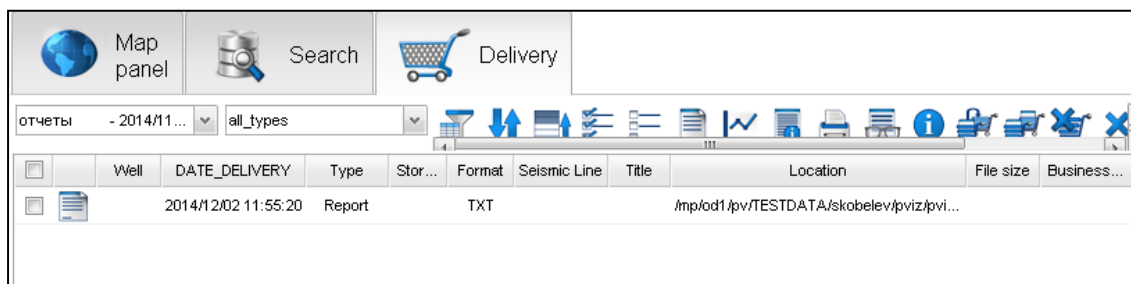 Map panel
Search
Delivery
отчеты - 2014/11...
all_types
Well DATE_DELIVERY Type Stor... Format Seismic Line Title Location File size Business...
2014/12/02 11:55:20 Report TXT /mp/od1/pv/TESTDATA/skobelev/pviz/pvi...